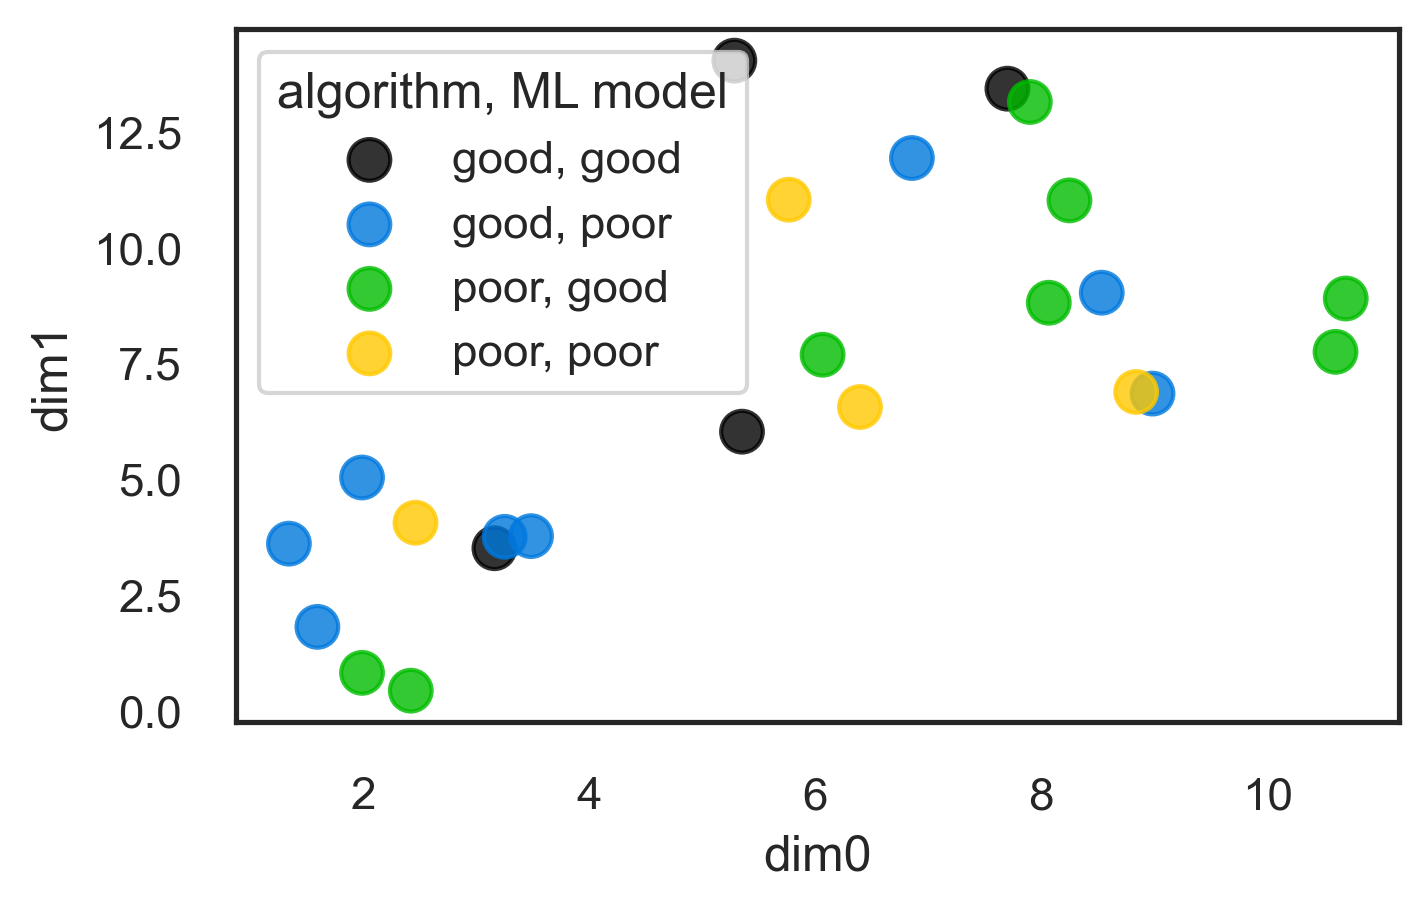 algorithm, ML model
good, good
good, poor
poor, good
poor, poor
12.5
10.0
7.5
5.0
2.5
0.0
dim1
2 4 6 8 10
dim0